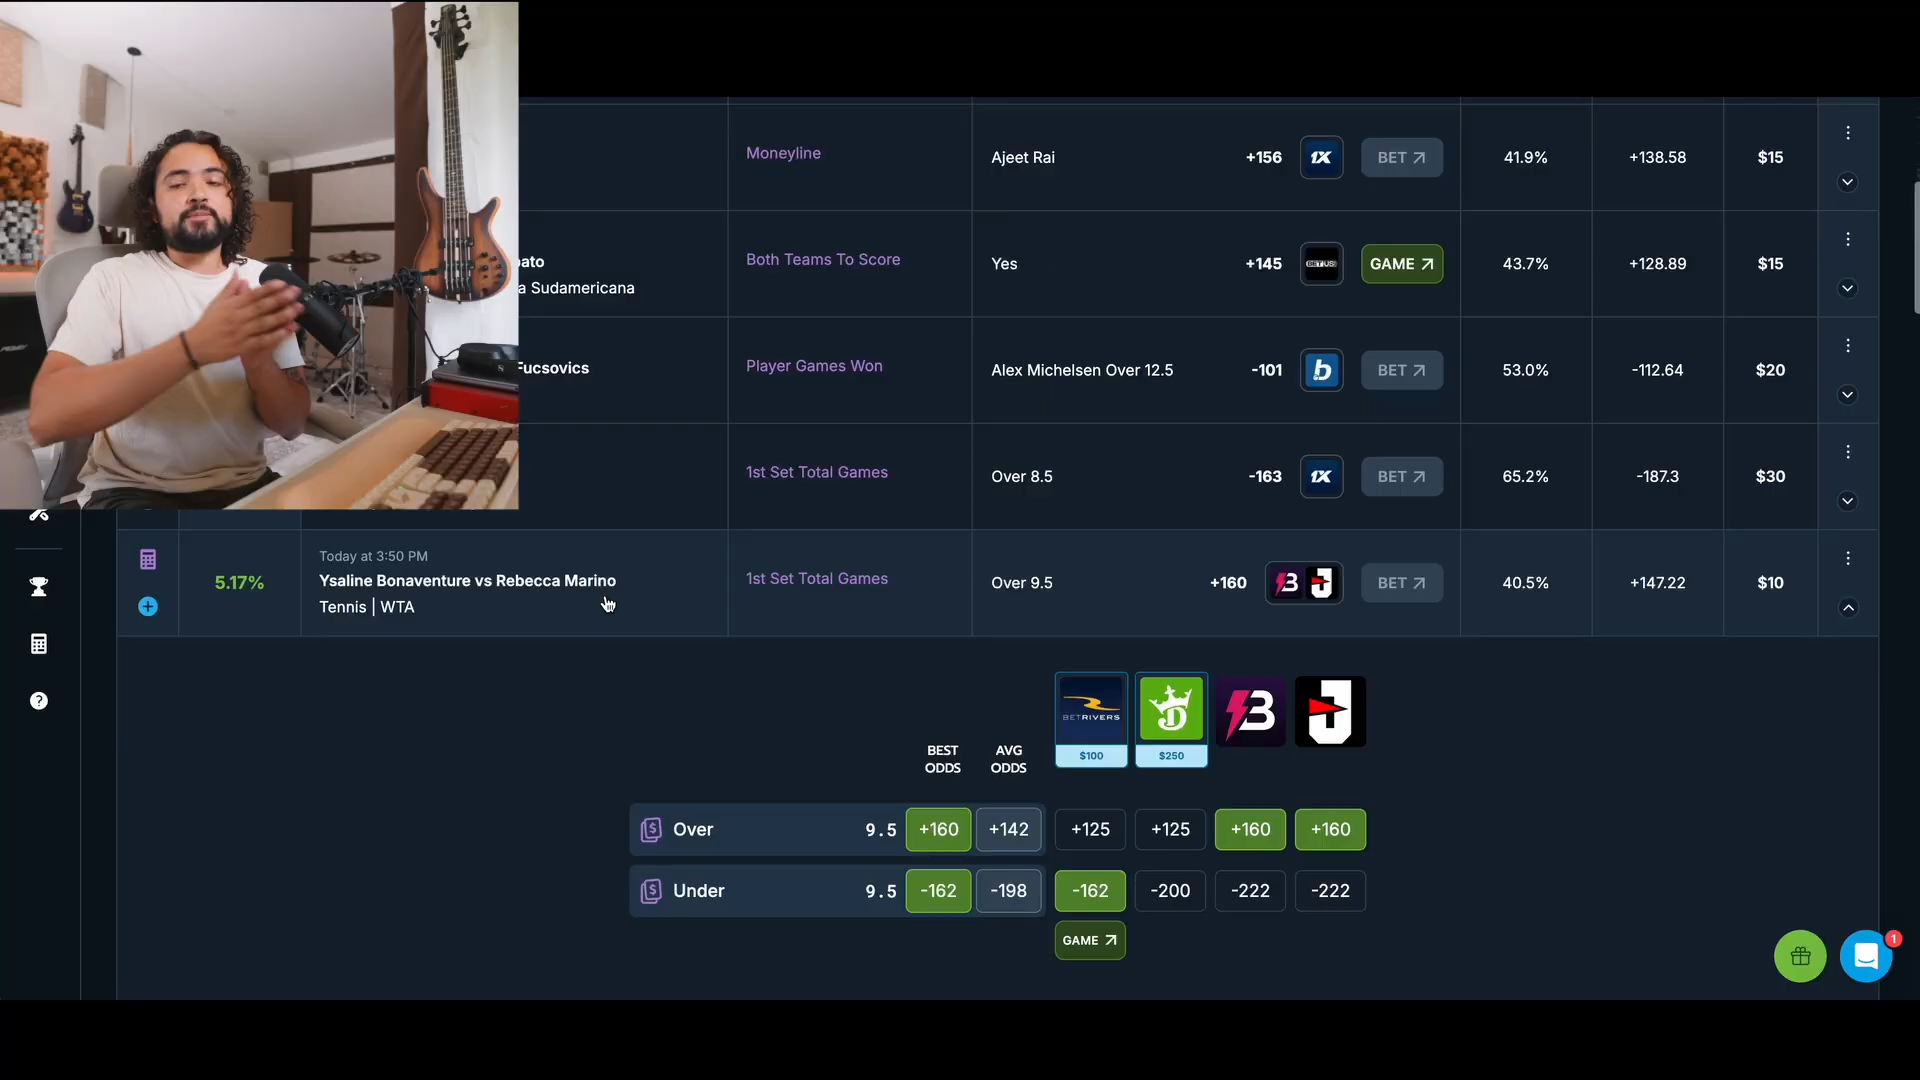 Moneyline
Ajeet Rai
+156
1X
BET
41.9%
+138.58
$15
ato
a Sudamericana
Both Teams To Score
Yes
+145
BETUS
GAME
43.7%
+128.89
$15
Fucsovics
Player Games Won
Alex Michelsen Over 12.5
-101
b
BET
53.0%
-112.64
$20
1st Set Total Games
Over 8.5
-163
1X
BET
65.2%
-187.3
$30
5.17%
Today at 3:50 PM
Ysaline Bonaventure vs Rebecca Marino
Tennis | WTA
1st Set Total Games
Over 9.5
+160
B J
BET
40.5%
+147.22
$10
BETRIVERS
$100
D
$250
B
J
BEST ODDS
AVG ODDS
Over 9.5 +160 +142 +125 +125 +160 +160
Under 9.5 -162 -198 -162 -200 -222 -222
GAME
1